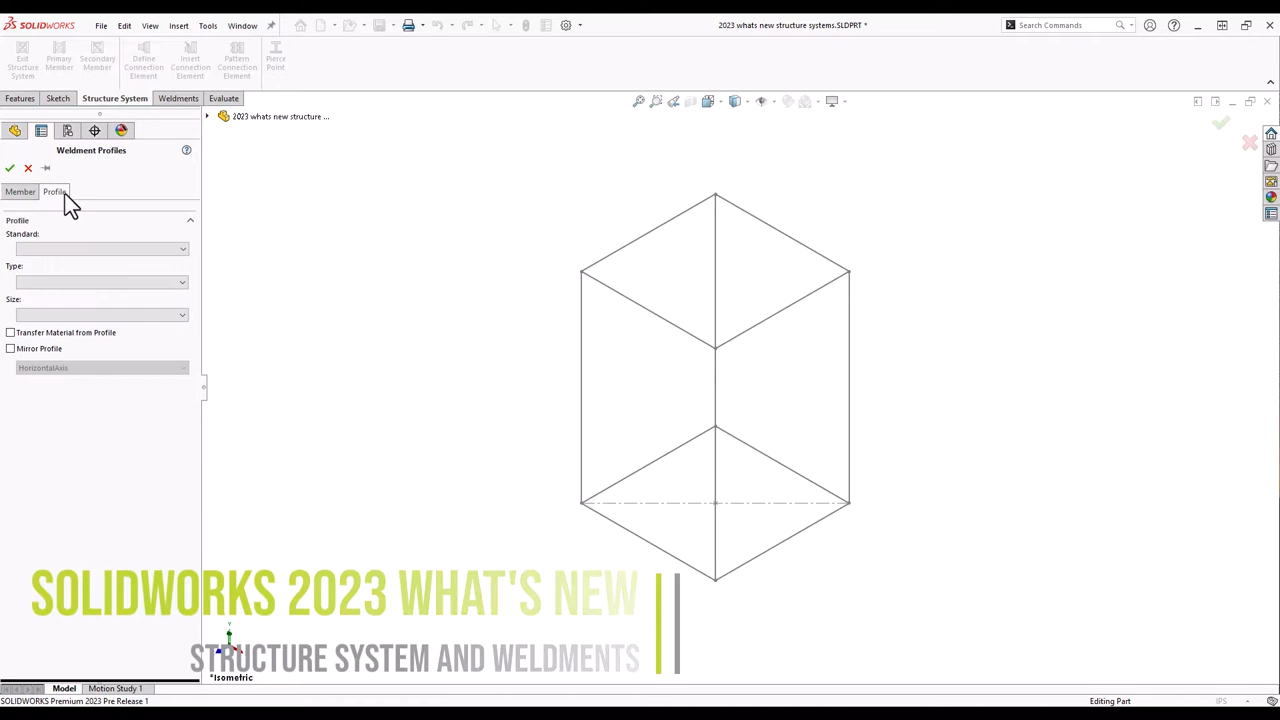 SOLIDWORKS File Edit View Insert Tools Window 2023 whats new structure systems.SLDPRT * Search Commands
Exit Structure System
Primary Member
Secondary Member
Define Connection Element
Insert Connection Element
Pattern Connection Element
Pierce Point
Features Sketch Structure System Weldments Evaluate
2023 whats new structure ...
Weldment Profiles
Member Profile
Profile
Standard:
Type:
Size:
Transfer Material from Profile
Mirror Profile
HorizontalAxis
SOLIDWORKS 2023 WHAT'S NEW
STRUCTURE SYSTEM AND WELDMENTS
Y
*Isometric
Model Motion Study 1
SOLIDWORKS Premium 2023 Pre Release 1 Editing Part IPS